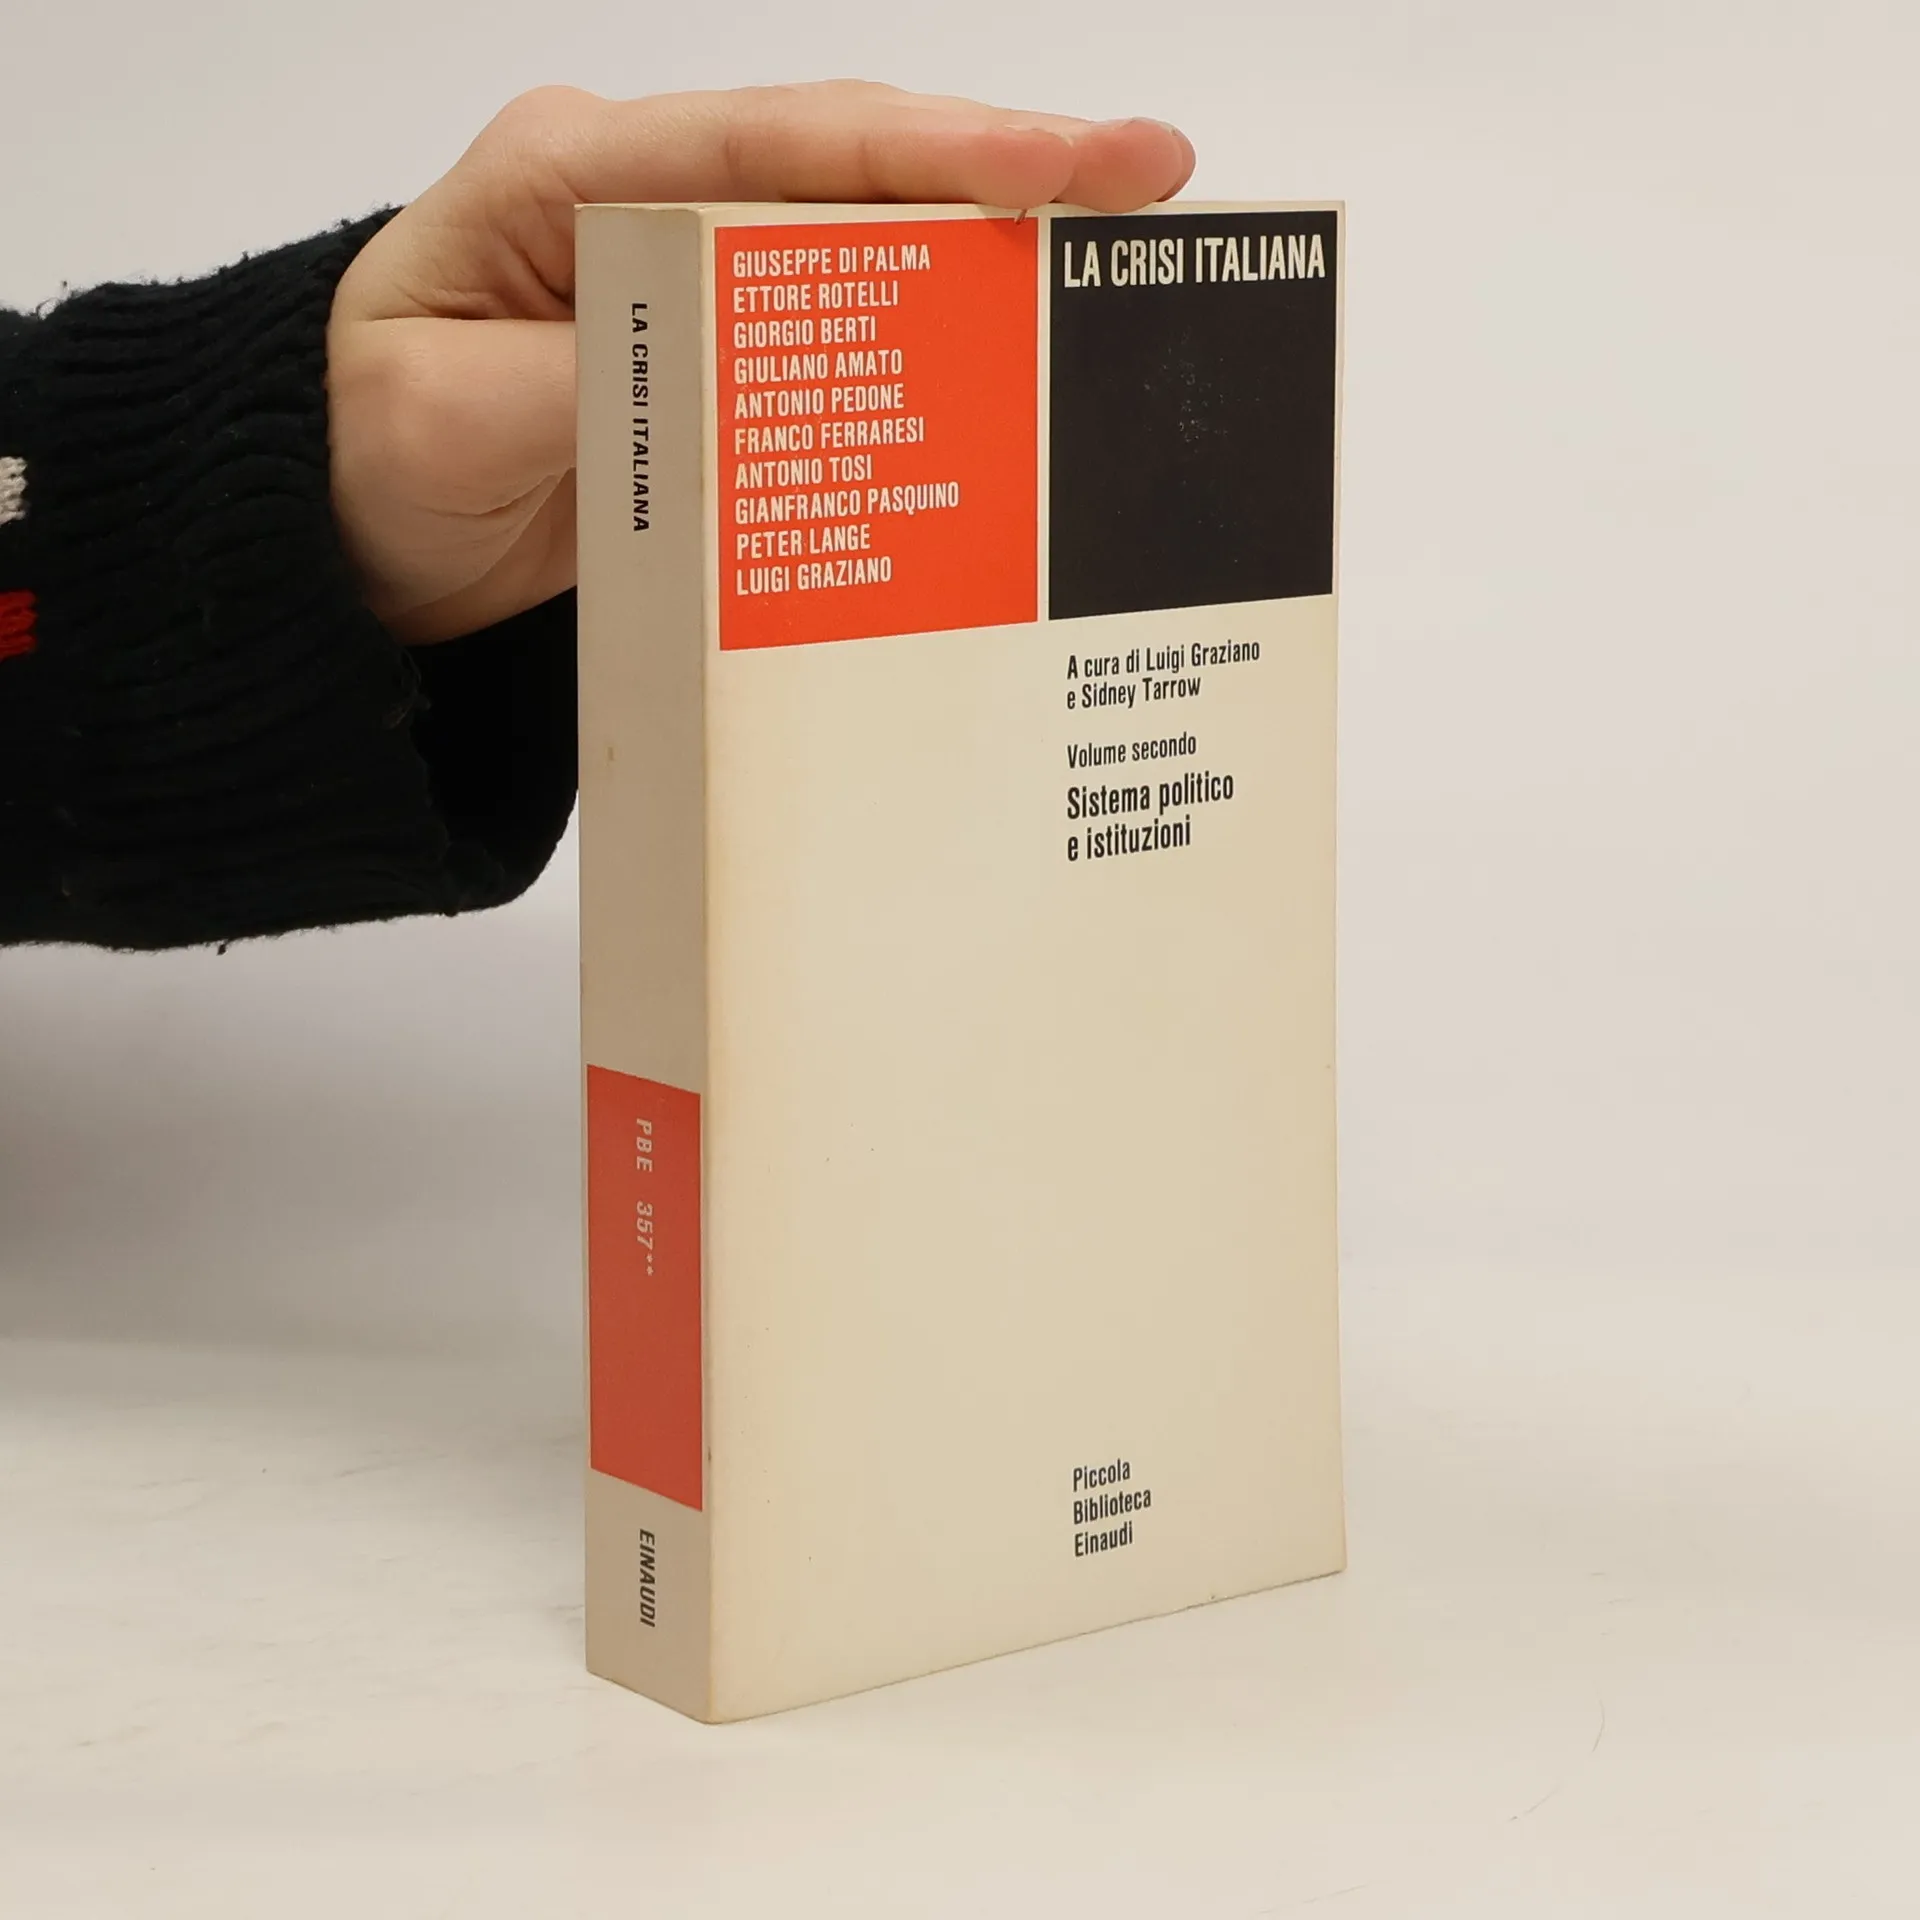 LA CRISI ITALIANA
PBE 357**
EINAUDI
GIUSEPPE DI PALMA
ETTORE ROTELLI
GIORGIO BERTI
GIULIANO AMATO
ANTONIO PEDONE
FRANCO FERRARESI
ANTONIO TOSI
GIANFRANCO PASQUINO
PETER LANGE
LUIGI GRAZIANO
LA CRISI ITALIANA
A cura di Luigi Graziano
e Sidney Tarrow
Volume secondo
Sistema politico
e istituzioni
Piccola
Biblioteca
Einaudi